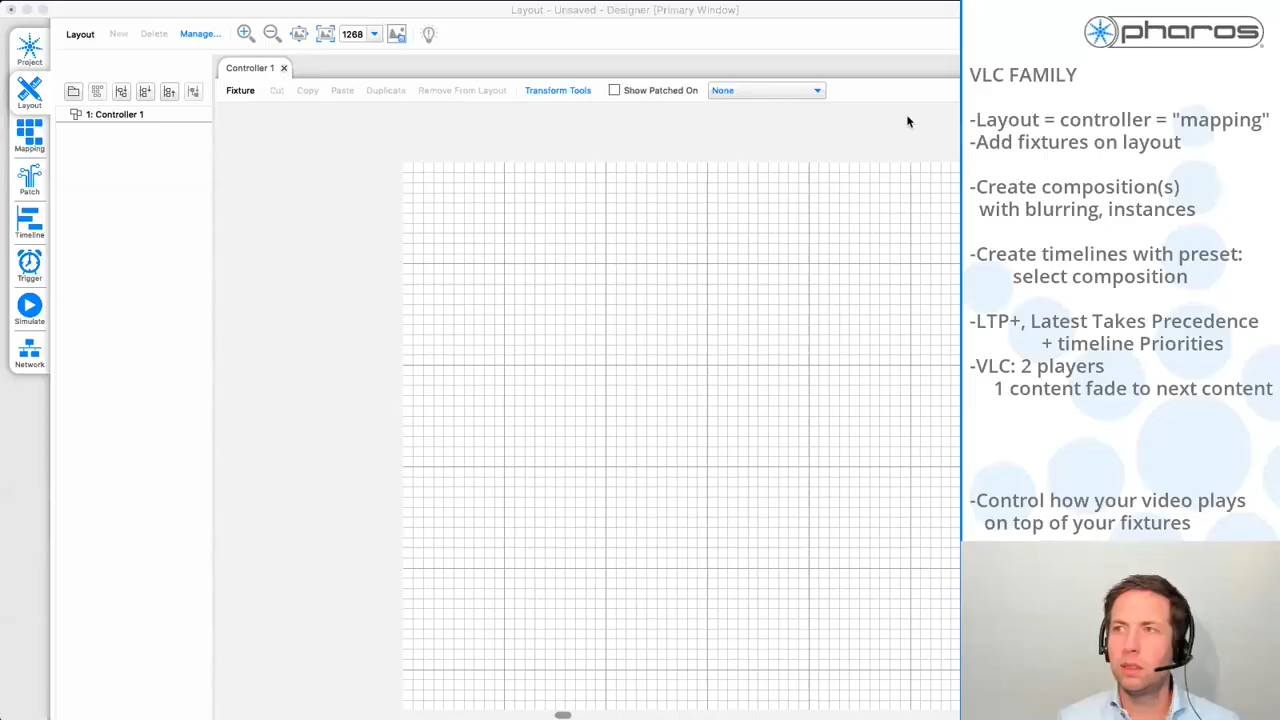 Layout - Unsaved - Designer [Primary Window]
Project
Layout
Mapping
Patch
Timeline
Trigger
Simulate
Network
Layout New Delete Manage... 1268
1: Controller 1
Controller 1
Fixture Cut Copy Paste Duplicate Remove From Layout Transform Tools Show Patched On None
pharos
VLC FAMILY
-Layout = controller = "mapping"
-Add fixtures on layout
-Create composition(s)
with blurring, instances
-Create timelines with preset:
select composition
-LTP+, Latest Takes Precedence
+ timeline Priorities
-VLC: 2 players
1 content fade to next content
-Control how your video plays
on top of your fixtures